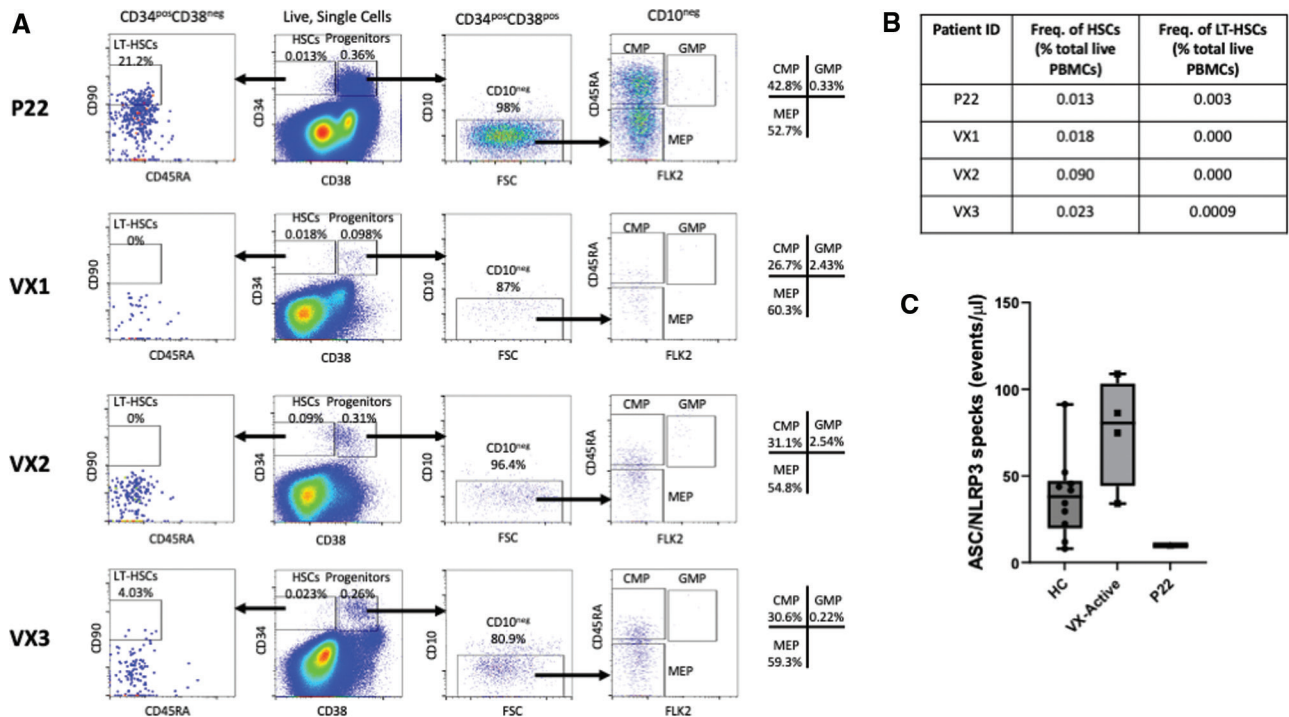 A
CD34posCD38neg
Live, Single Cells
CD34posCD38pos
CD10neg
P22
LT-HSCs
21.2%
CD90
CD45RA
HSCs Progenitors
0.013% 0.36%
CD34
CD38
CD10neg
98%
CD10
FSC
CMP GMP
CD45RA
MEP
FLK2
CMP GMP
42.8% 0.33%
MEP
52.7%
VX1
LT-HSCs
0%
CD90
CD45RA
HSCs Progenitors
0.018% 0.098%
CD34
CD38
CD10neg
87%
CD10
FSC
CMP GMP
CD45RA
MEP
FLK2
CMP GMP
26.7% 2.43%
MEP
60.3%
VX2
LT-HSCs
0%
CD90
CD45RA
HSCs Progenitors
0.09% 0.31%
CD34
CD38
CD10neg
96.4%
CD10
FSC
CMP GMP
CD45RA
MEP
FLK2
CMP GMP
31.1% 2.54%
MEP
54.8%
VX3
LT-HSCs
4.03%
CD90
CD45RA
HSCs Progenitors
0.023% 0.26%
CD34
CD38
CD10neg
80.9%
CD10
FSC
CMP GMP
CD45RA
MEP
FLK2
CMP GMP
30.6% 0.22%
MEP
59.3%
B
Patient ID Freq. of HSCs Freq. of LT-HSCs
(% total live (% total live
PBMCs) PBMCs)
P22 0.013 0.003
VX1 0.018 0.000
VX2 0.090 0.000
VX3 0.023 0.0009
C
ASC/NLRP3 specks (events/µl)
150
100
50
0
HC
VX-Active
P22